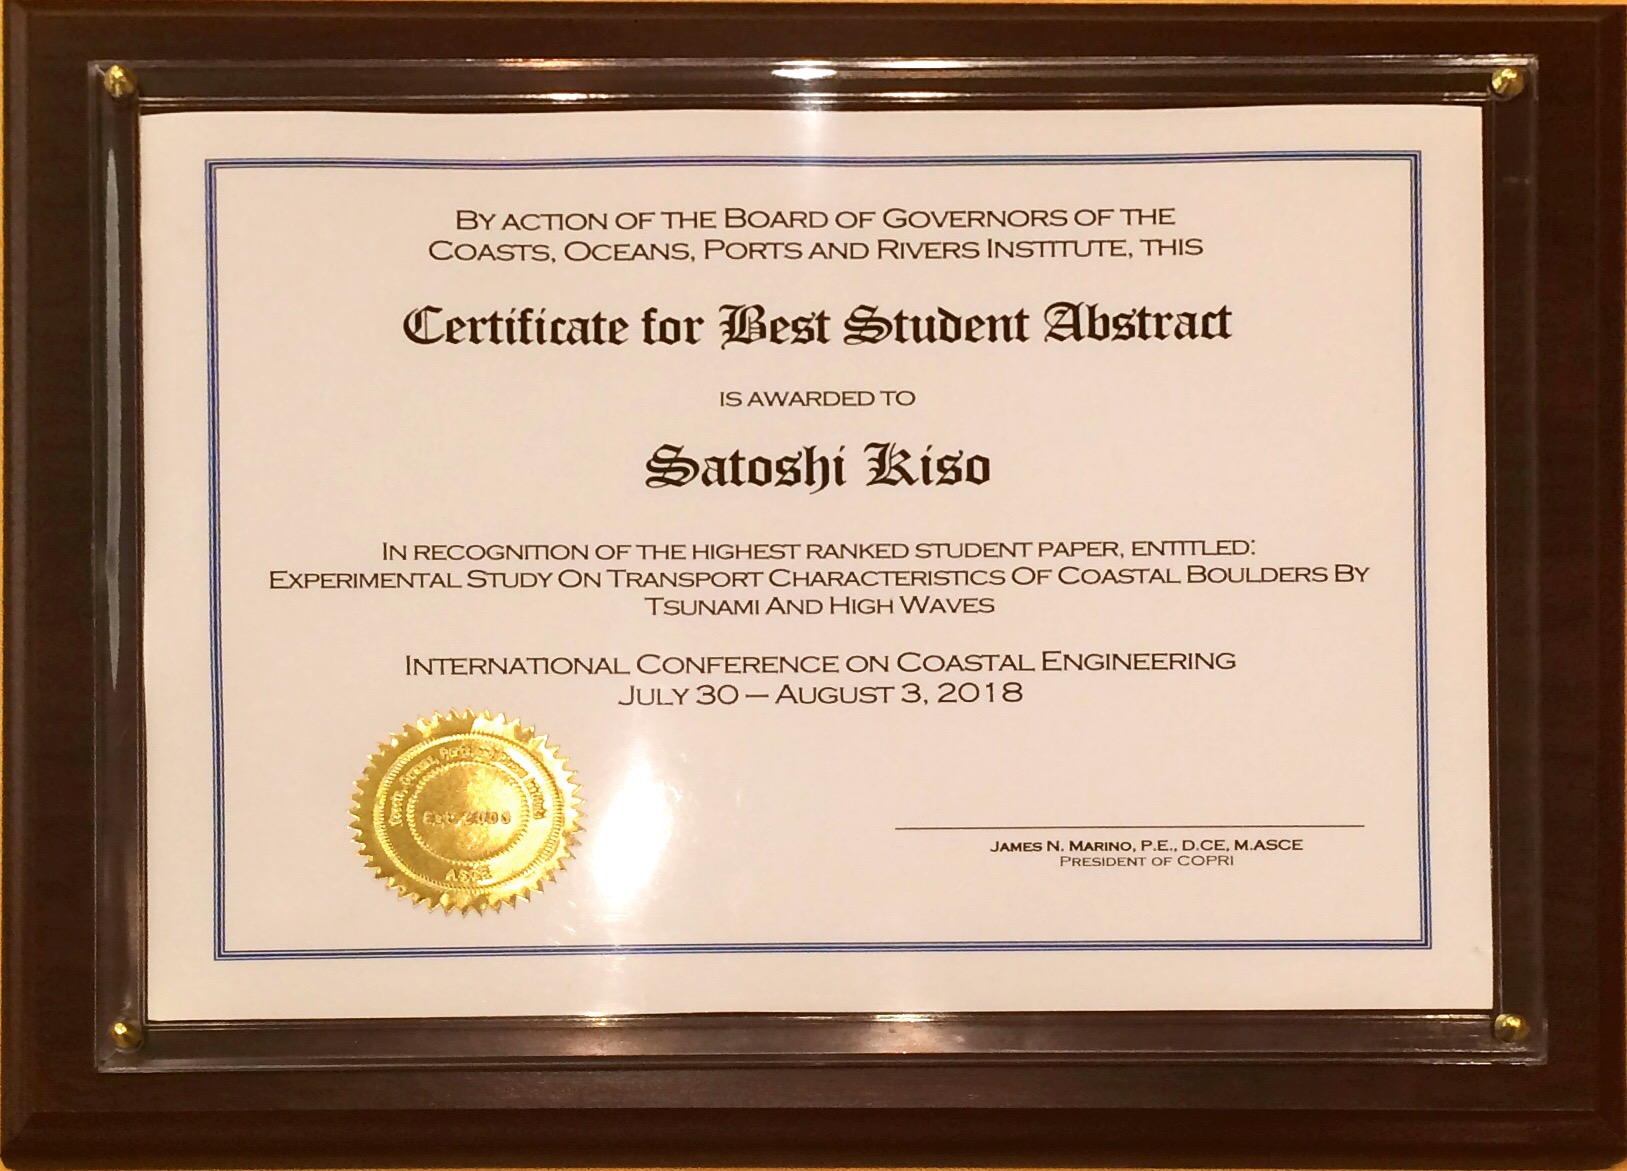 BY ACTION OF THE BOARD OF GOVERNORS OF THE
COASTS, OCEANS, PORTS AND RIVERS INSTITUTE, THIS
Certificate for Best Student Abstract
IS AWARDED TO
Satoshi Kiso
IN RECOGNITION OF THE HIGHEST RANKED STUDENT PAPER, ENTITLED:
EXPERIMENTAL STUDY ON TRANSPORT CHARACTERISTICS OF COASTAL BOULDERS BY
TSUNAMI AND HIGH WAVES
INTERNATIONAL CONFERENCE ON COASTAL ENGINEERING
JULY 30 – AUGUST 3, 2018
ASCE
JAMES N. MARINO, P.E., D.CE, M.ASCE
PRESIDENT OF COPRI